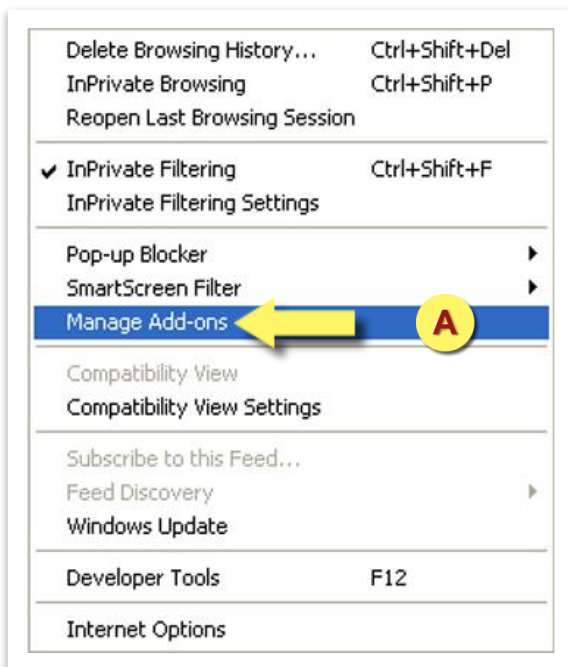 Delete Browsing History... Ctrl+Shift+Del
InPrivate Browsing Ctrl+Shift+P
Reopen Last Browsing Session
InPrivate Filtering Ctrl+Shift+F
InPrivate Filtering Settings
Pop-up Blocker
SmartScreen Filter
Manage Add-ons A
Compatibility View
Compatibility View Settings
Subscribe to this Feed...
Feed Discovery
Windows Update
Developer Tools F12
Internet Options